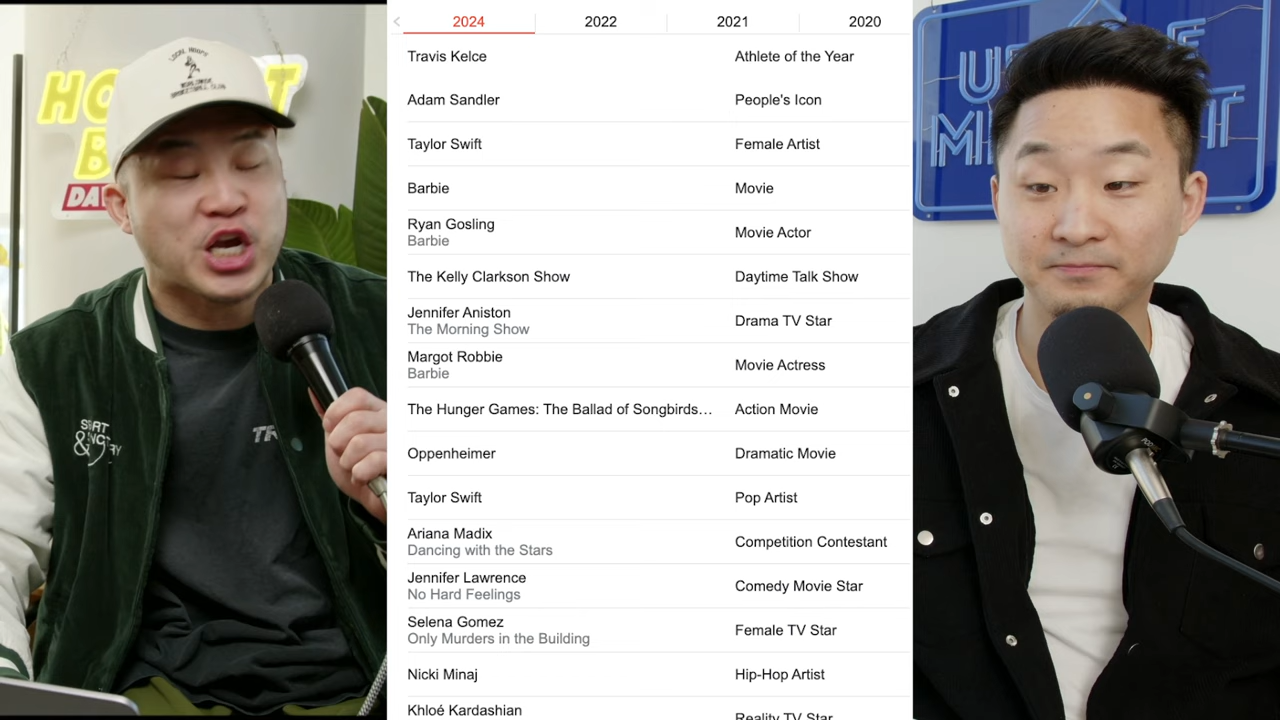 2024
2022
2021
2020
Travis Kelce
Athlete of the Year
Adam Sandler
People's Icon
Taylor Swift
Female Artist
Barbie
Movie
Ryan Gosling
Barbie
Movie Actor
The Kelly Clarkson Show
Daytime Talk Show
Jennifer Aniston
The Morning Show
Drama TV Star
Margot Robbie
Barbie
Movie Actress
The Hunger Games: The Ballad of Songbirds…
Action Movie
Oppenheimer
Dramatic Movie
Taylor Swift
Pop Artist
Ariana Madix
Dancing with the Stars
Competition Contestant
Jennifer Lawrence
No Hard Feelings
Comedy Movie Star
Selena Gomez
Only Murders in the Building
Female TV Star
Nicki Minaj
Hip-Hop Artist
Khloé Kardashian
Reality TV Star